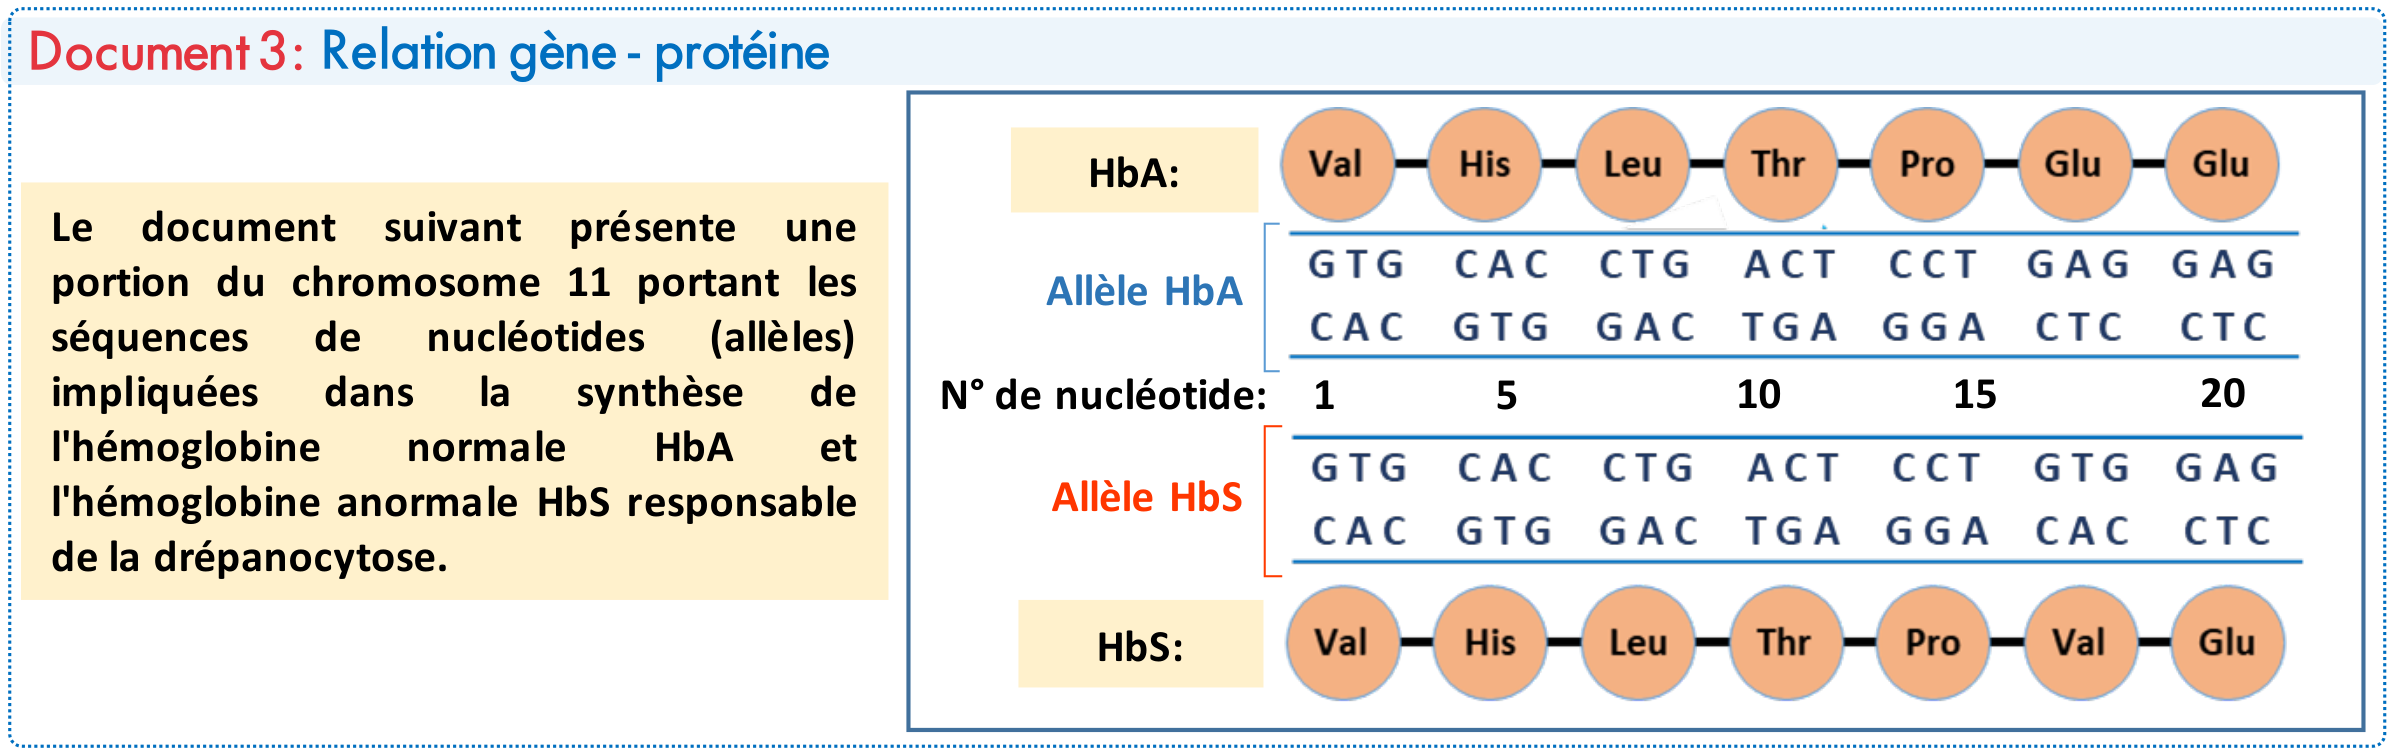 Document 3: Relation gène - protéine
Le document suivant présente une
portion du chromosome 11 portant les
séquences de nucléotides (allèles)
impliquées dans la synthèse de
l'hémoglobine normale HbA et
l'hémoglobine anormale HbS responsable
de la drépanocytose.
HbA: Val His Leu Thr Pro Glu Glu
Allèle HbA
GTG CAC CTG ACT CCT GAG GAG
CAC GTG GAC TGA GGA CTC CTC
N° de nucléotide: 1 5 10 15 20
Allèle HbS
GTG CAC CTG ACT CCT GTG GAG
CAC GTG GAC TGA GGA CAC CTC
HbS: Val His Leu Thr Pro Val Glu